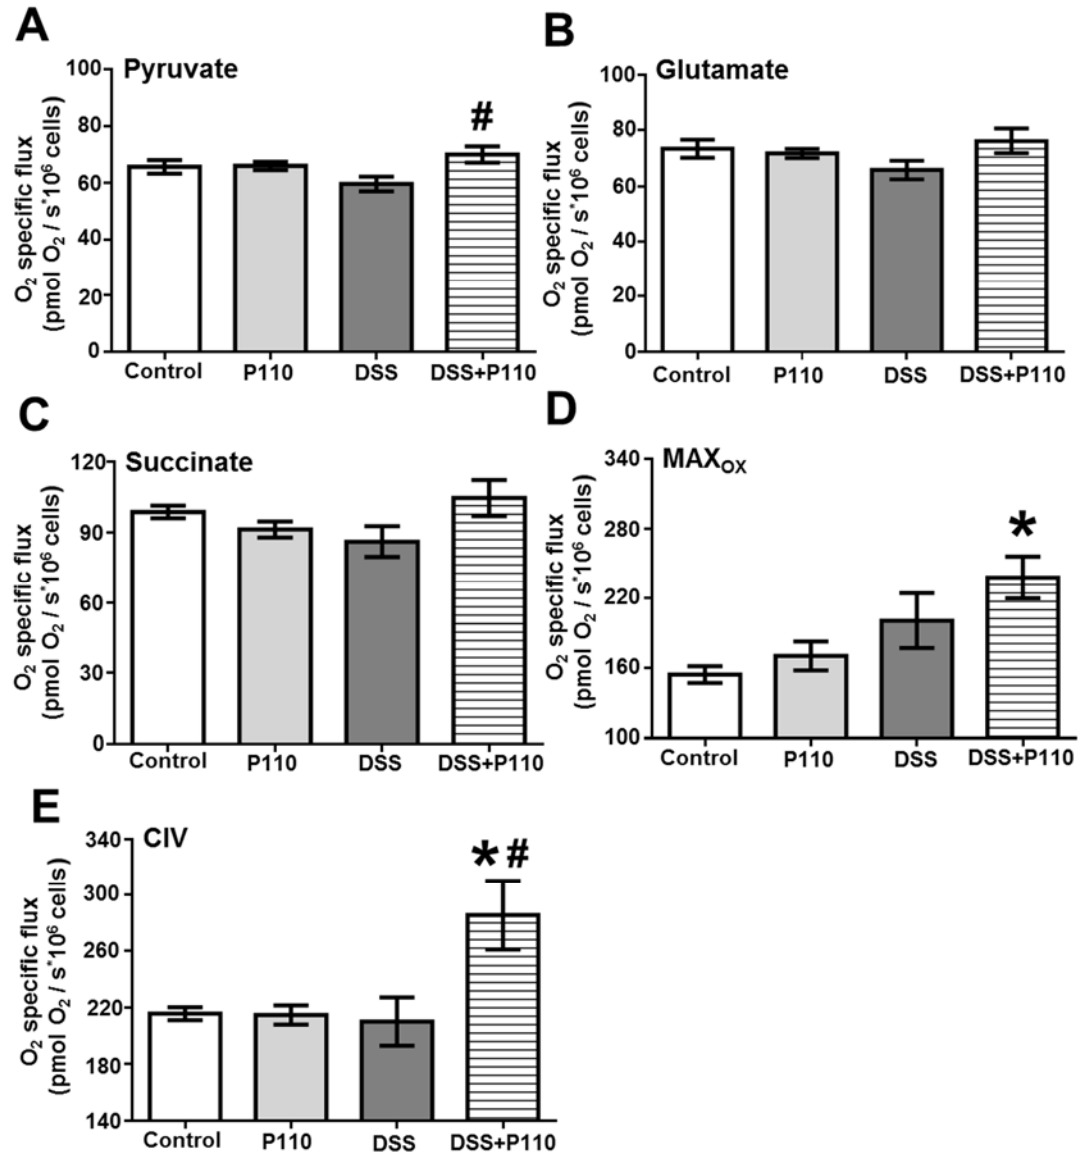 A
Pyruvate
O₂ specific flux
(pmol O₂ / s*10⁶ cells)
100
80
60
40
20
0
#
Control P110 DSS DSS+P110
B
Glutamate
O₂ specific flux
(pmol O₂ / s*10⁶ cells)
100
80
60
40
20
0
Control P110 DSS DSS+P110
C
Succinate
O₂ specific flux
(pmol O₂ / s*10⁶ cells)
120
90
60
30
0
Control P110 DSS DSS+P110
D
MAX_OX
O₂ specific flux
(pmol O₂ / s*10⁶ cells)
340
280
220
160
100
*
Control P110 DSS DSS+P110
E
CIV
O₂ specific flux
(pmol O₂ / s*10⁶ cells)
340
300
260
220
180
140
*#
Control P110 DSS DSS+P110